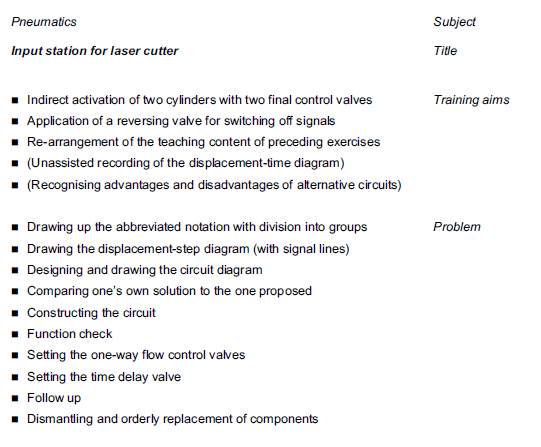 Pneumatics Subject
Input station for laser cutter Title
■ Indirect activation of two cylinders with two final control valves Training aims
■ Application of a reversing valve for switching off signals
■ Re-arrangement of the teaching content of preceding exercises
■ (Unassisted recording of the displacement-time diagram)
■ (Recognising advantages and disadvantages of alternative circuits)
■ Drawing up the abbreviated notation with division into groups Problem
■ Drawing the displacement-step diagram (with signal lines)
■ Designing and drawing the circuit diagram
■ Comparing one's own solution to the one proposed
■ Constructing the circuit
■ Function check
■ Setting the one-way flow control valves
■ Setting the time delay valve
■ Follow up
■ Dismantling and orderly replacement of components